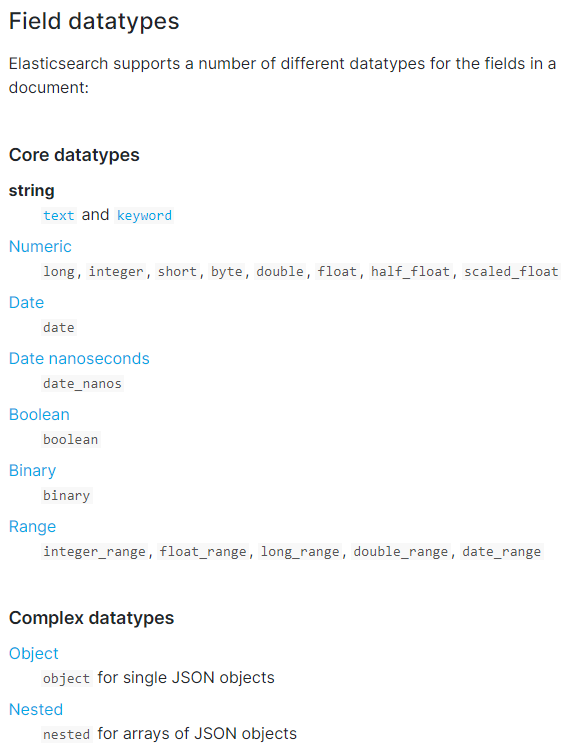 Field datatypes
Elasticsearch supports a number of different datatypes for the fields in a
document:
Core datatypes
string
text and keyword
Numeric
long, integer, short, byte, double, float, half_float, scaled_float
Date
date
Date nanoseconds
date_nanos
Boolean
boolean
Binary
binary
Range
integer_range, float_range, long_range, double_range, date_range
Complex datatypes
Object
object for single JSON objects
Nested
nested for arrays of JSON objects